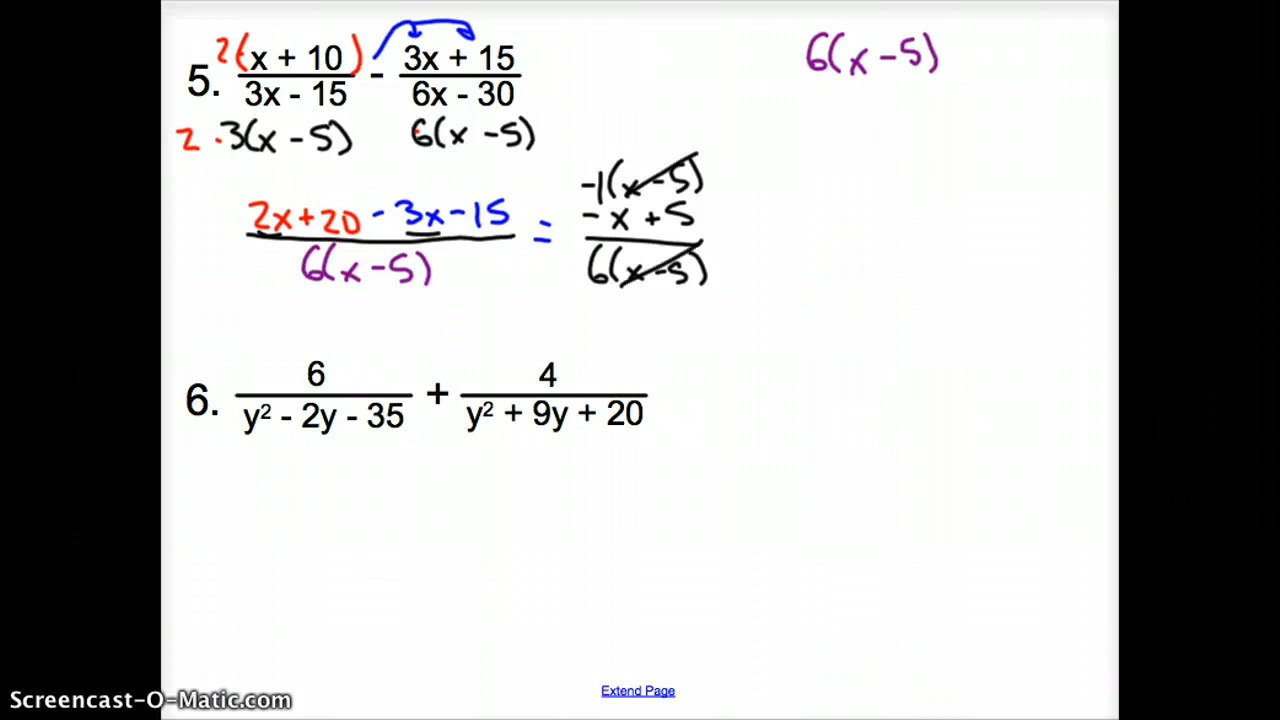 2(x + 10) - 3x + 15 6(x - 5)
5. 3x - 15 6x - 30
2 · 3(x - 5) 6(x - 5)
-1(x - 5)
2x + 20 - 3x - 15 = -x + 5
6(x - 5) 6(x - 5)
6 + 4
6. y² - 2y - 35 y² + 9y + 20
Extend Page
Screencast-O-Matic.com